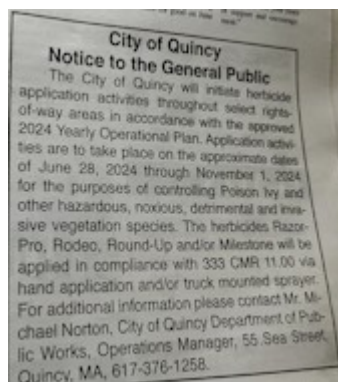 City of Quincy
Notice to the General Public
The City of Quincy will initiate herbicide
application activities throughout select rights-
of-way areas in accordance with the approved
2024 Yearly Operational Plan. Application activi-
ties are to take place on the approximate dates
of June 28, 2024 through November 1, 2024
for the purposes of controlling Poison Ivy and
other hazardous, noxious, detrimental and inva-
sive vegetation species. The herbicides Razor-
Pro, Rodeo, Round-Up and/or Milestone will be
applied in compliance with 333 CMR 11.00 via
hand application and/or truck mounted sprayer.
For additional information please contact Mr. Mi-
chael Norton, City of Quincy Department of Pub-
lic Works, Operations Manager, 55 Sea Street,
Quincy, MA, 617-376-1258.